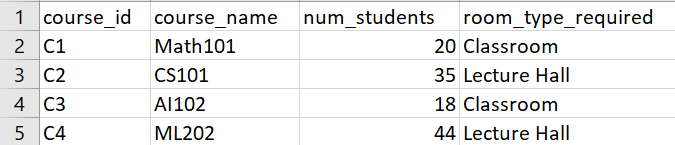 1 course_id course_name num_students room_type_required
2 C1 Math101 20 Classroom
3 C2 CS101 35 Lecture Hall
4 C3 AI102 18 Classroom
5 C4 ML202 44 Lecture Hall